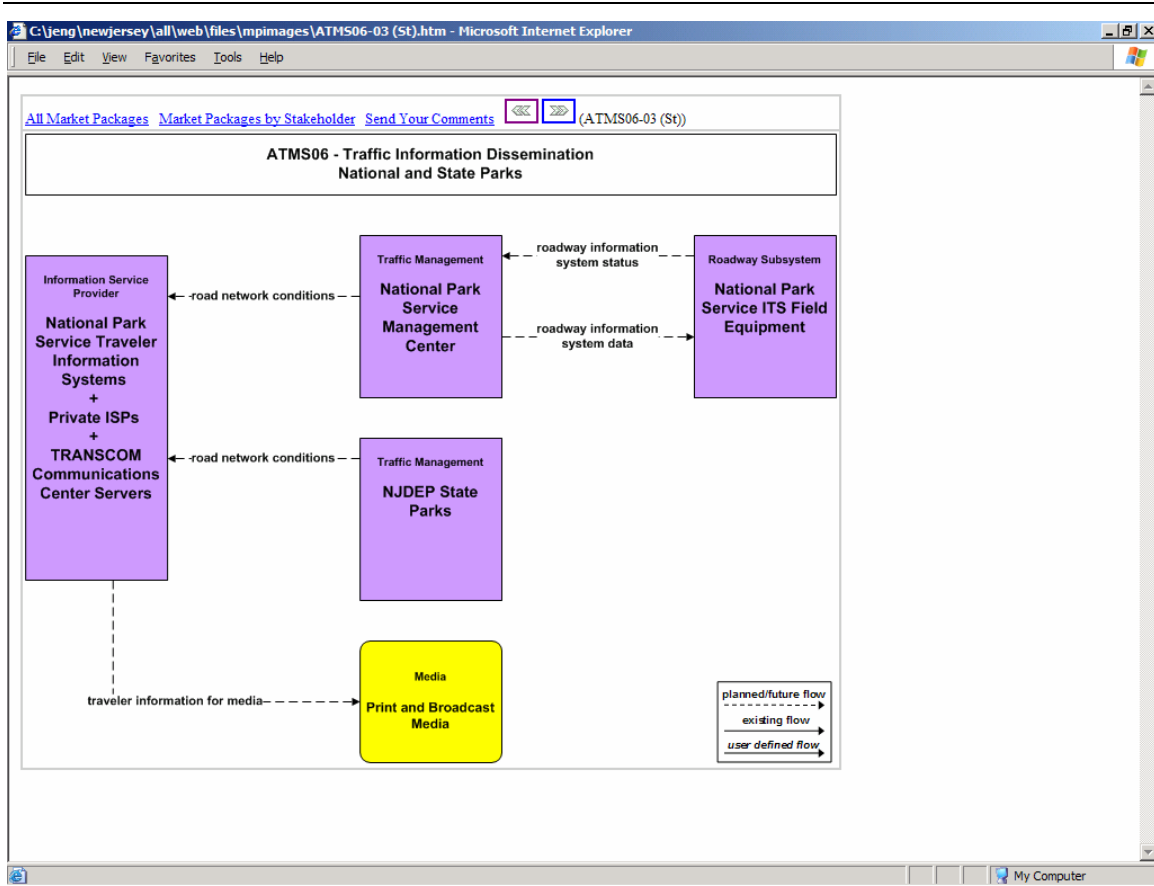 C:\jeng\newjersey\all\web\files\mpimages\ATMS06-03 (St).htm - Microsoft Internet Explorer
File Edit View Favorites Tools Help
All Market Packages Market Packages by Stakeholder Send Your Comments (ATMS06-03 (St))
ATMS06 - Traffic Information Dissemination
National and State Parks
Information Service
Provider
National Park
Service Traveler
Information
Systems
+
Private ISPs
+
TRANSCOM
Communications
Center Servers
road network conditions
Traffic Management
National Park
Service
Management
Center
roadway information
system status
roadway information
system data
Roadway Subsystem
National Park
Service ITS Field
Equipment
road network conditions
Traffic Management
NJDEP State
Parks
traveler information for media
Media
Print and Broadcast
Media
planned/future flow
existing flow
user defined flow
My Computer